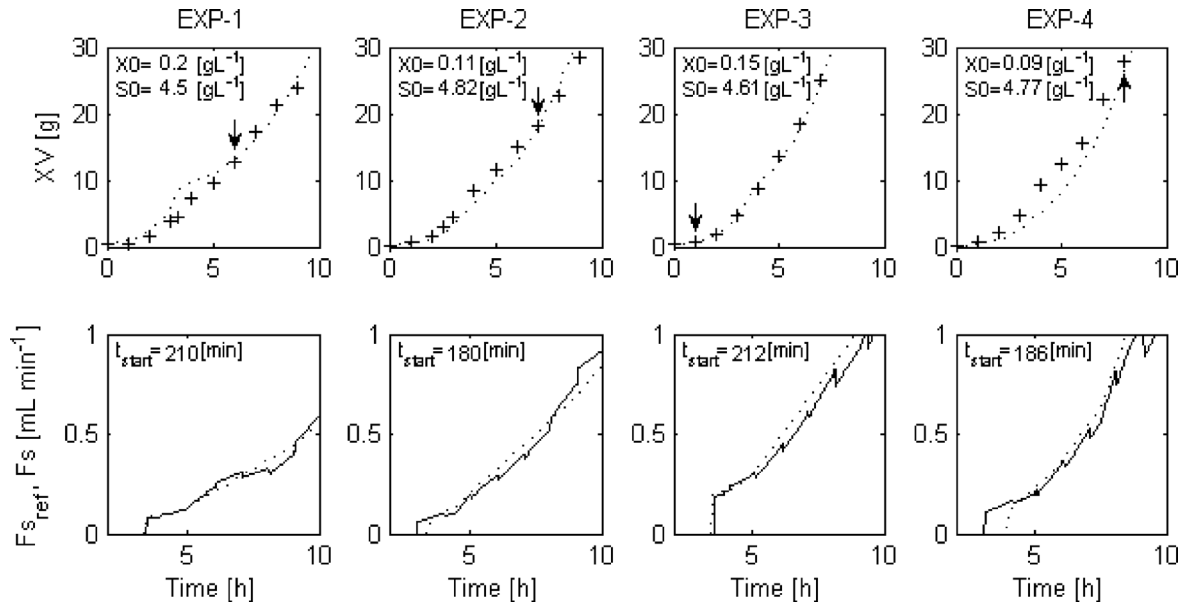 EXP-1 EXP-2 EXP-3 EXP-4
30 30 30 30
X0= 0.2 [gL⁻¹] X0= 0.11 [gL⁻¹] X0= 0.15 [gL⁻¹] X0= 0.09 [gL⁻¹]
S0= 4.5 [gL⁻¹] S0= 4.82 [gL⁻¹] S0= 4.61 [gL⁻¹] S0= 4.77 [gL⁻¹]
20 20 20 20
XV [g]
10 10 10 10
0 0 0 0
0 5 10 0 5 10 0 5 10 0 5 10
1 1 1 1
t_start= 210 [min] t_start= 180 [min] t_start= 212 [min] t_start= 186 [min]
Fs_ref, Fs [mL min⁻¹]
0.5 0.5 0.5 0.5
0 0 0 0
5 10 5 10 5 10 5 10
Time [h] Time [h] Time [h] Time [h]